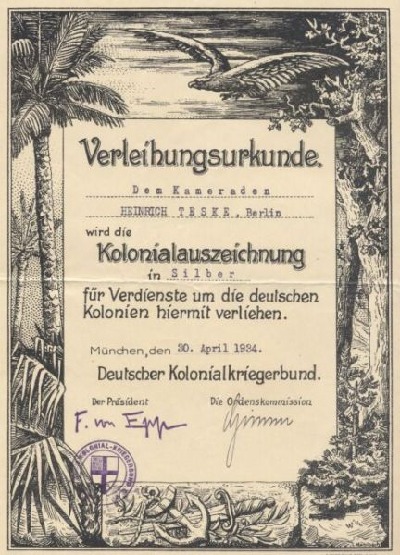 Verleihungsurkunde.
Dem Kameraden
HEINRICH TESKE, Berlin
wird die
Kolonialauszeichnung
in Silber
für Verdienste um die deutschen
Kolonien hiermit verliehen.
München, den 30. April 1934.
Deutscher Kolonialkriegerbund.
Der Präsident Die Ordenskommission
F. von Epp